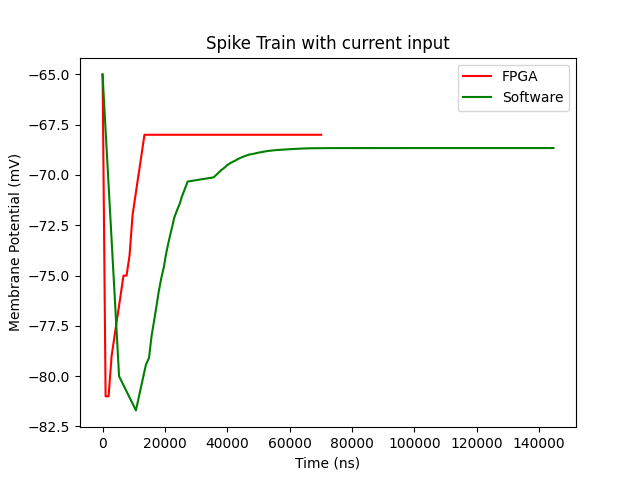 Spike Train with current input
FPGA
Software
Membrane Potential (mV)
−65.0
−67.5
−70.0
−72.5
−75.0
−77.5
−80.0
−82.5
0 20000 40000 60000 80000 100000 120000 140000
Time (ns)